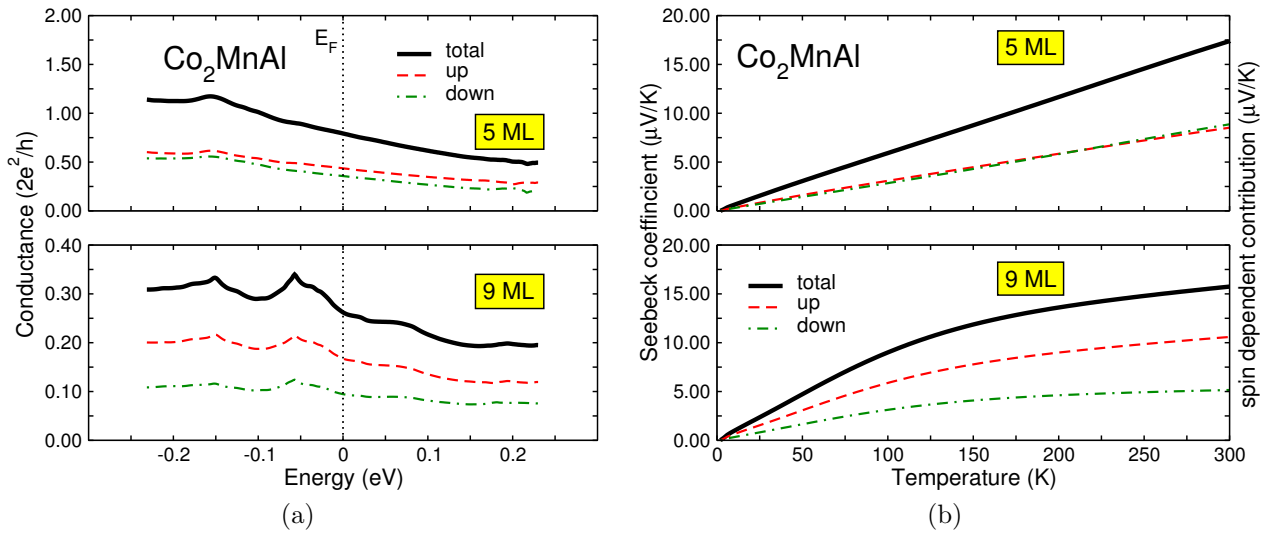 Conductance (2e²/h)
2.00
1.50
1.00
0.50
0.00
Co₂MnAl
E_F
total
up
down
5 ML
0.40
0.30
0.20
0.10
0.00
9 ML
-0.2 -0.1 0 0.1 0.2
Energy (eV)
(a)
Seebeck coeffincient (μV/K)
20.00
15.00
10.00
5.00
0.00
Co₂MnAl
5 ML
20.00
15.00
10.00
5.00
0.00
total
up
down
9 ML
0 50 100 150 200 250 300
Temperature (K)
spin dependent contribution (μV/K)
(b)